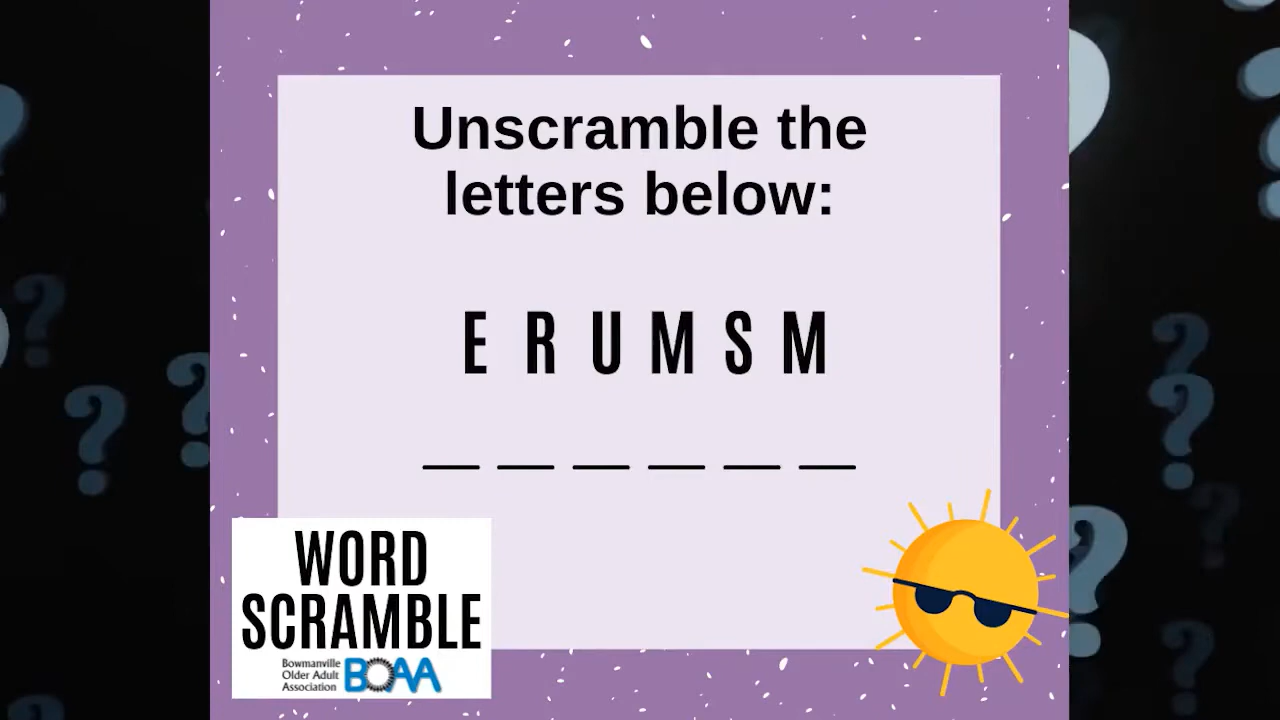 Unscramble the
letters below:
E R U M S M
WORD
SCRAMBLE
Bowmanville
Older Adult
Association
BOAA